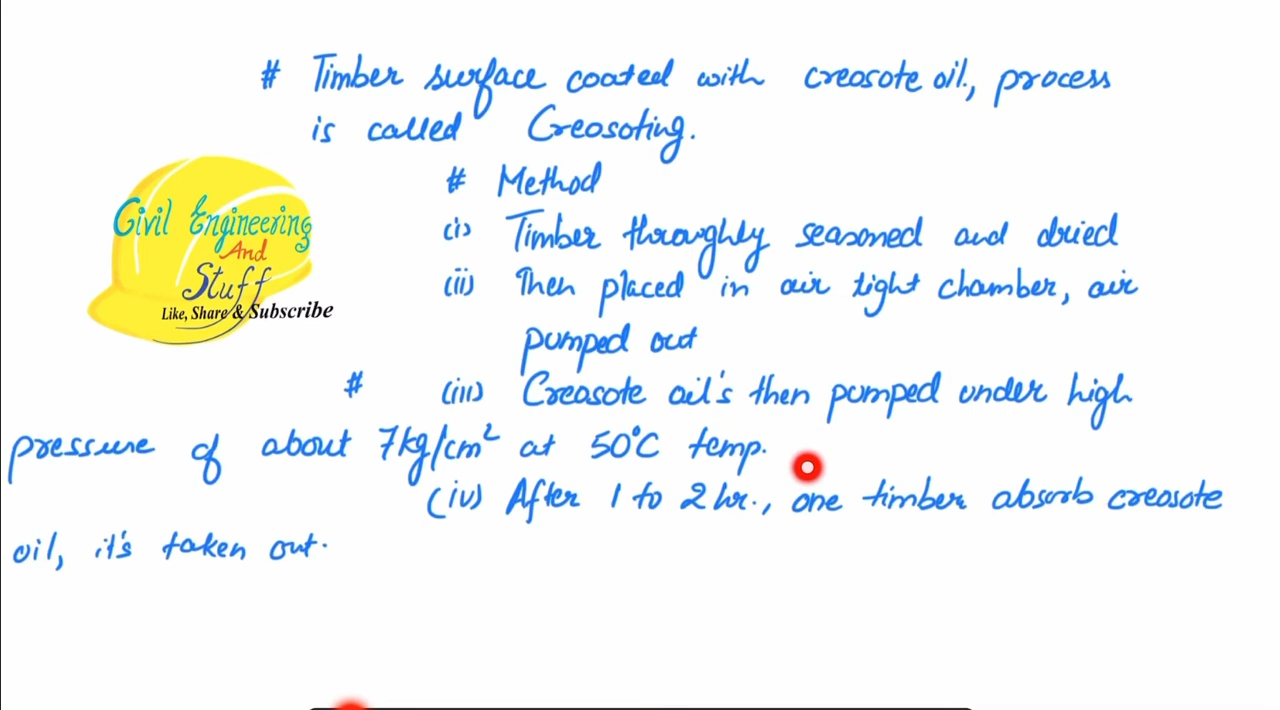 # Timber surface coated with creosote oil, process
is called Creosoting.
# Method
(i) Timber throughly seasoned and dried
(ii) Then placed in air tight chamber, air
pumped out
# (iii) Creosote oil's then pumped under high
pressure of about 7kg/cm² at 50°C temp.
(iv) After 1 to 2 hr., one timber absorb creosote
oil, it's taken out.
Civil Engineering
And
Stuff
Like, Share & Subscribe